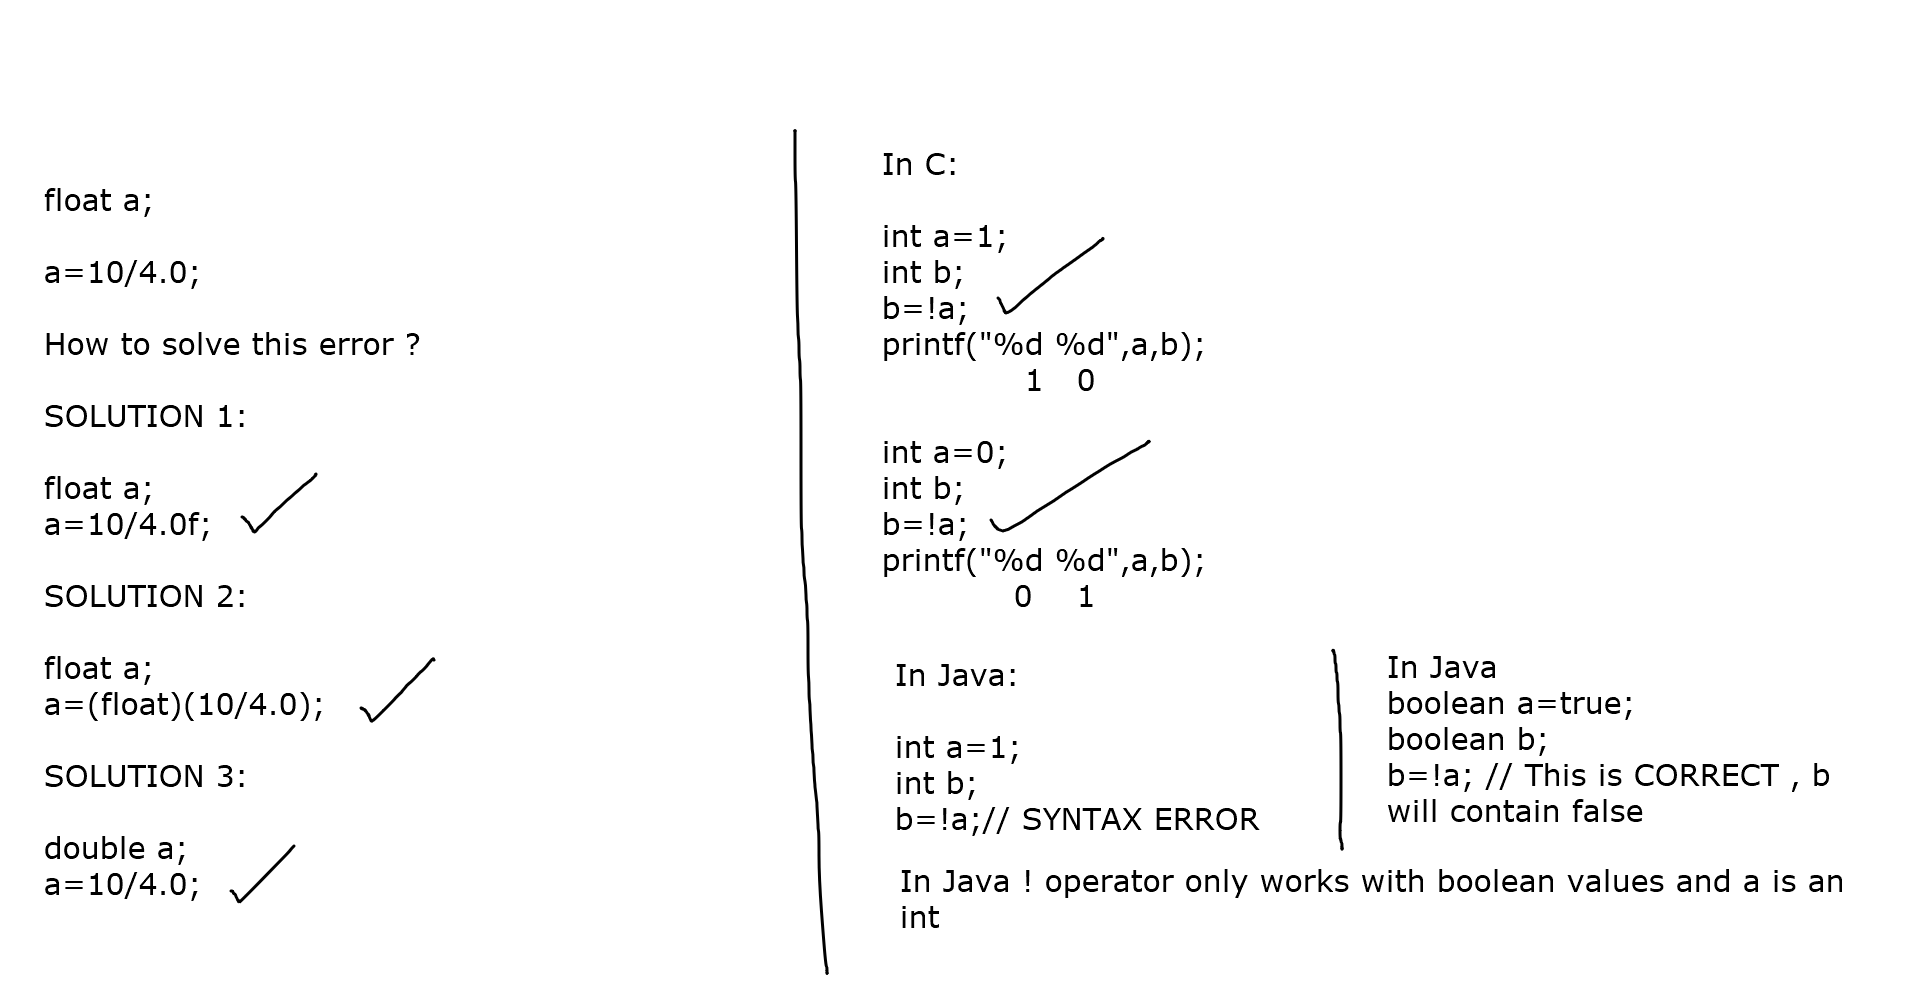 float a;
a=10/4.0;
How to solve this error ?
SOLUTION 1:
float a;
a=10/4.0f;
SOLUTION 2:
float a;
a=(float)(10/4.0);
SOLUTION 3:
double a;
a=10/4.0;
In C:
int a=1;
int b;
b=!a;
printf("%d %d",a,b);
1 0
int a=0;
int b;
b=!a;
printf("%d %d",a,b);
0 1
In Java:
int a=1;
int b;
b=!a;// SYNTAX ERROR
In Java
boolean a=true;
boolean b;
b=!a; // This is CORRECT , b
will contain false
In Java ! operator only works with boolean values and a is an
int